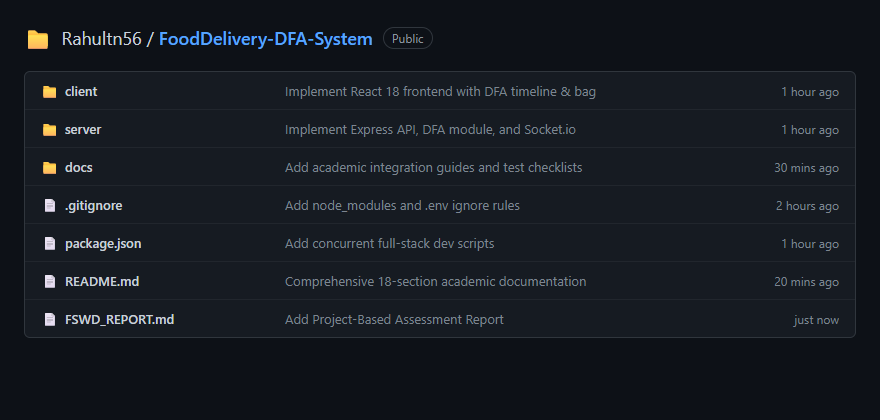 Rahultn56 / FoodDelivery-DFA-System Public
client Implement React 18 frontend with DFA timeline & bag 1 hour ago
server Implement Express API, DFA module, and Socket.io 1 hour ago
docs Add academic integration guides and test checklists 30 mins ago
.gitignore Add node_modules and .env ignore rules 2 hours ago
package.json Add concurrent full-stack dev scripts 1 hour ago
README.md Comprehensive 18-section academic documentation 20 mins ago
FSWD_REPORT.md Add Project-Based Assessment Report just now